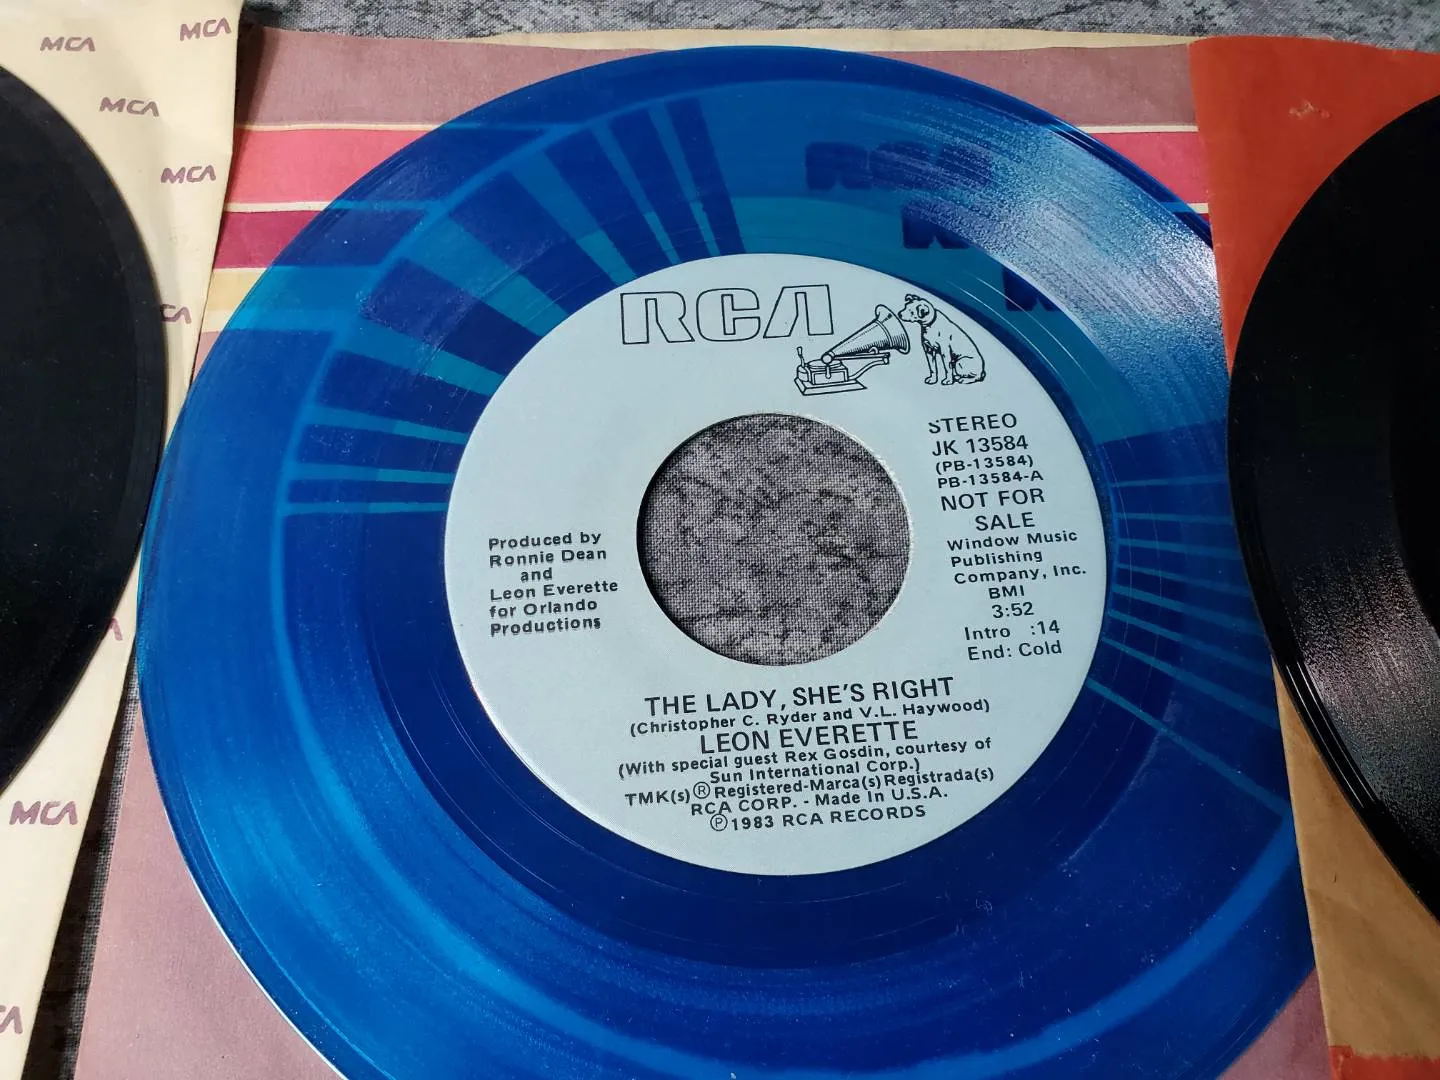 MCA
MCA
MCA
MCA
CA
MCA
A
RCA
STEREO
JK 13584
(PB-13584)
PB-13584-A
NOT FOR
SALE
Window Music
Publishing
Company, Inc.
BMI
3:52
Intro :14
End: Cold
Produced by
Ronnie Dean
and
Leon Everette
for Orlando
Productions
THE LADY, SHE'S RIGHT
(Christopher C. Ryder and V.L. Haywood)
LEON EVERETTE
(With special guest Rex Gosdin, courtesy of
Sun International Corp.)
TMK(s) ® Registered-Marca(s) Registrada(s)
RCA CORP. - Made In U.S.A.
℗ 1983 RCA RECORDS